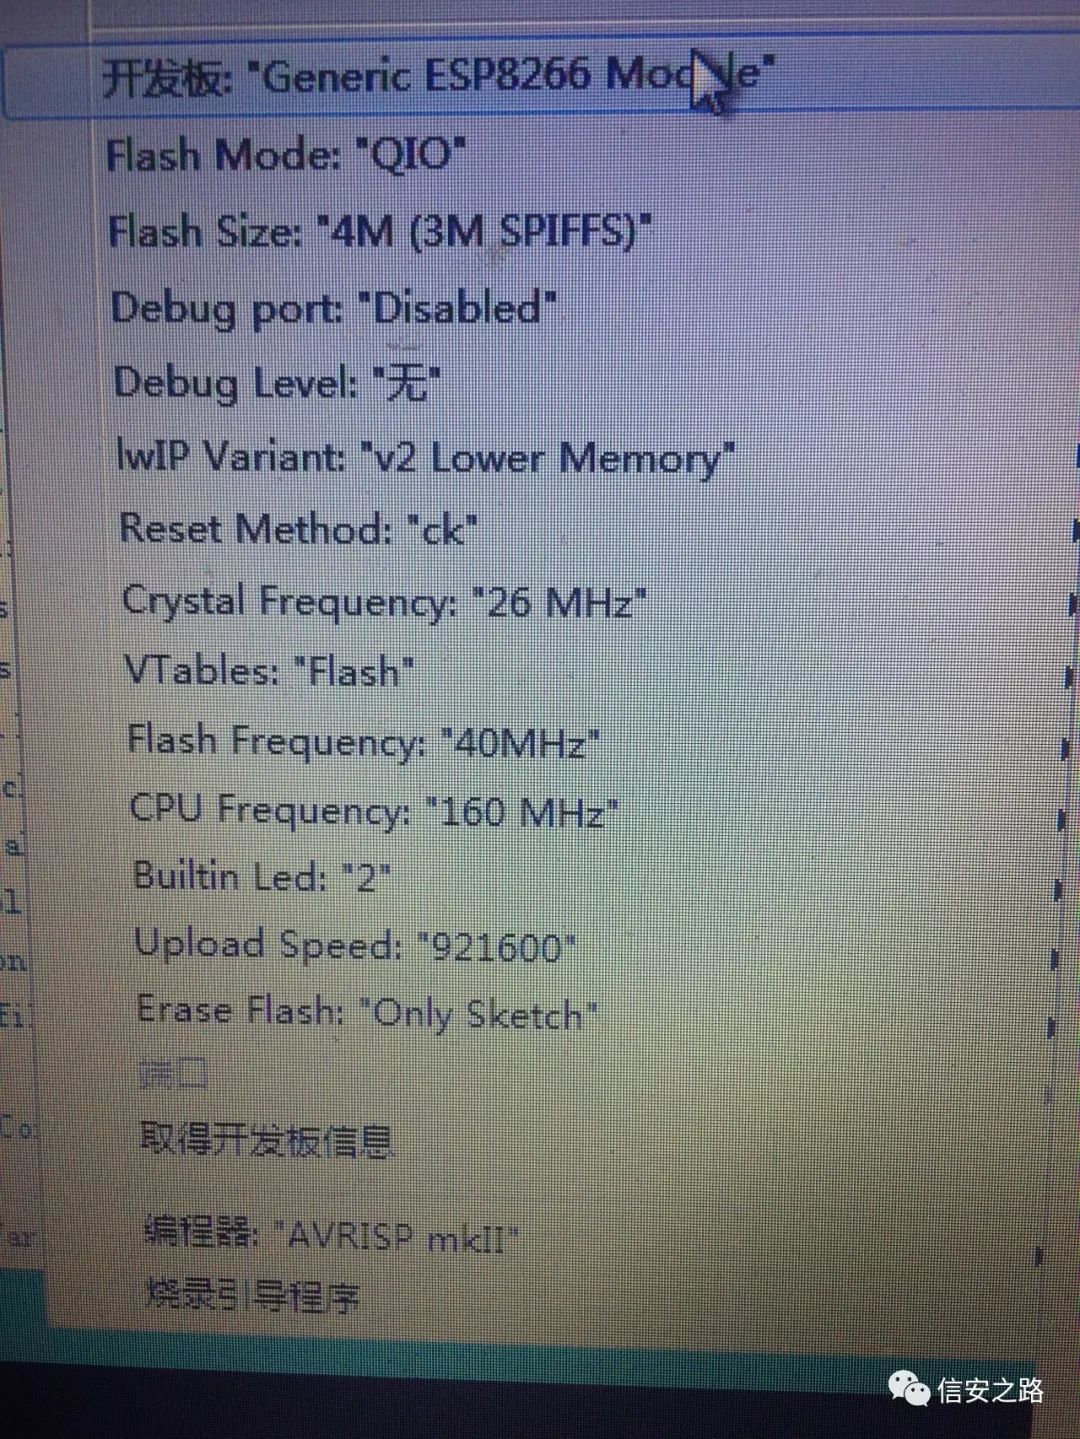 开发板: "Generic ESP8266 Module"
Flash Mode: "QIO"
Flash Size: "4M (3M SPIFFS)"
Debug port: "Disabled"
Debug Level: "无"
lwIP Variant: "v2 Lower Memory"
Reset Method: "ck"
Crystal Frequency: "26 MHz"
VTables: "Flash"
Flash Frequency: "40MHz"
CPU Frequency: "160 MHz"
Builtin Led: "2"
Upload Speed: "921600"
Erase Flash: "Only Sketch"
端口
取得开发板信息
编程器: "AVRISP mkII"
烧录引导程序
信安之路